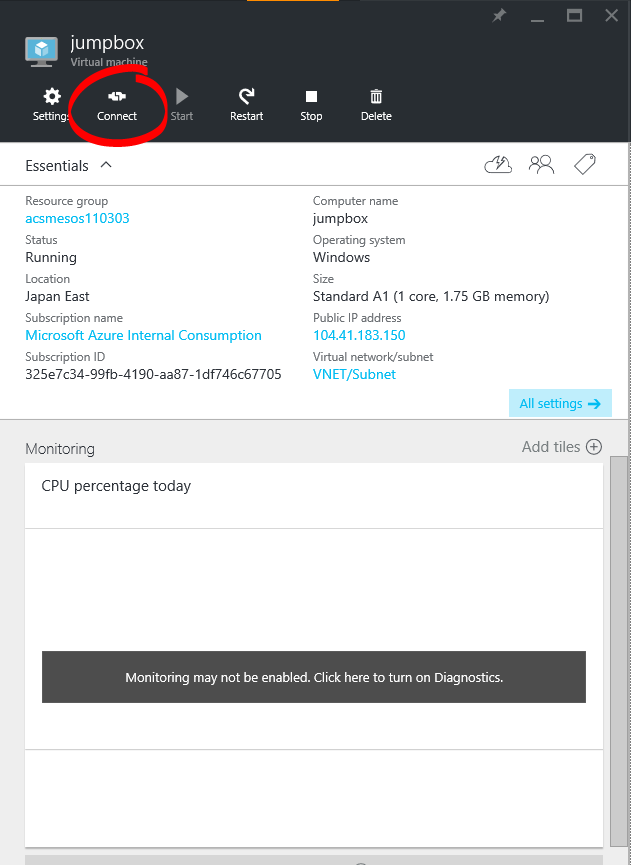 jumpbox
Virtual machine
Settings Connect Start Restart Stop Delete
Essentials
Resource group
acsmesos110303
Status
Running
Location
Japan East
Subscription name
Microsoft Azure Internal Consumption
Subscription ID
325e7c34-99fb-4190-aa87-1df746c67705
Computer name
jumpbox
Operating system
Windows
Size
Standard A1 (1 core, 1.75 GB memory)
Public IP address
104.41.183.150
Virtual network/subnet
VNET/Subnet
All settings
Monitoring
Add tiles
CPU percentage today
Monitoring may not be enabled. Click here to turn on Diagnostics.